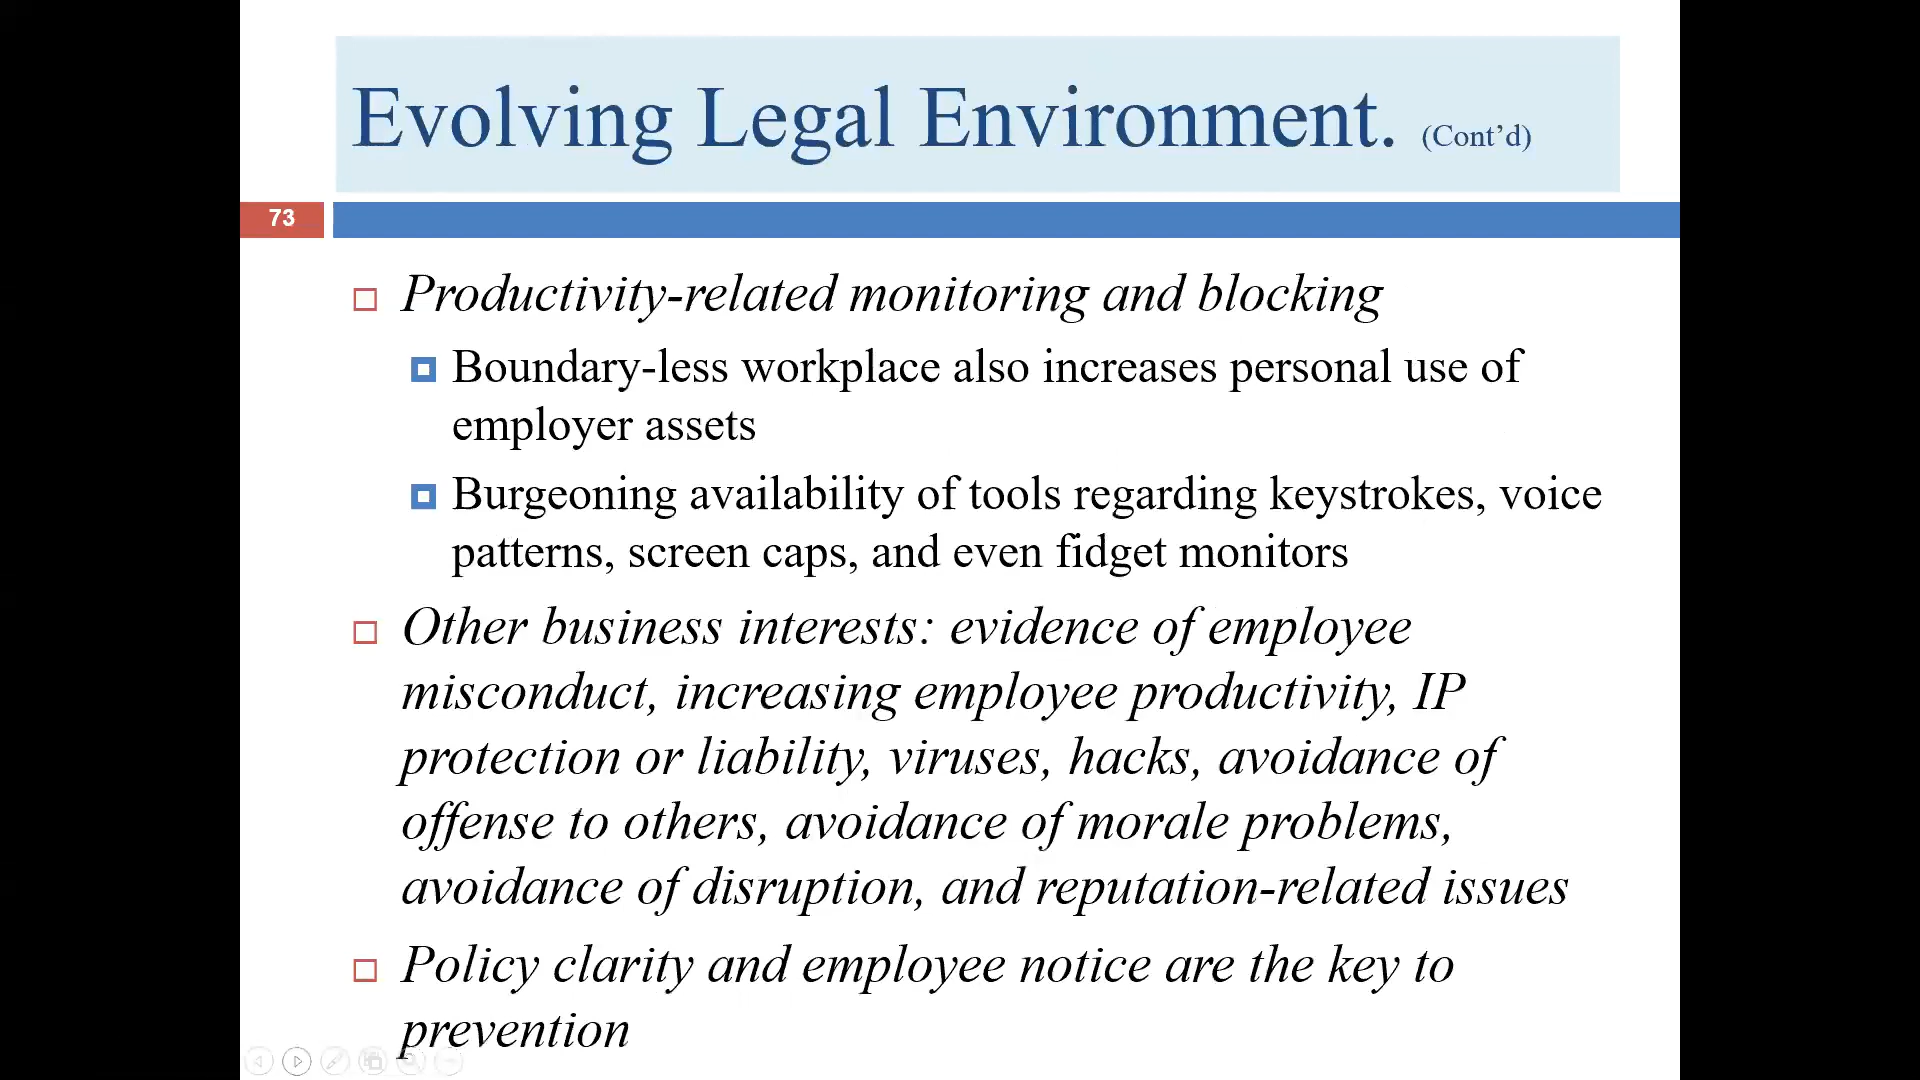 Evolving Legal Environment. (Cont’d)
73
Productivity-related monitoring and blocking
Boundary-less workplace also increases personal use of
employer assets
Burgeoning availability of tools regarding keystrokes, voice
patterns, screen caps, and even fidget monitors
Other business interests: evidence of employee
misconduct, increasing employee productivity, IP
protection or liability, viruses, hacks, avoidance of
offense to others, avoidance of morale problems,
avoidance of disruption, and reputation-related issues
Policy clarity and employee notice are the key to
prevention